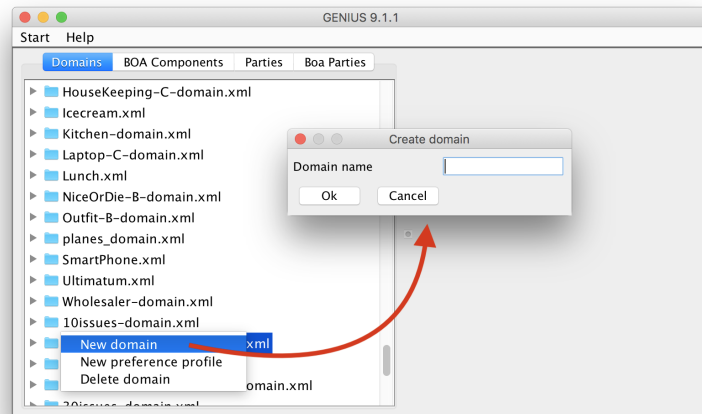 GENIUS 9.1.1
Start Help
Domains BOA Components Parties Boa Parties
HouseKeeping-C-domain.xml
Icecream.xml
Kitchen-domain.xml
Laptop-C-domain.xml
Lunch.xml
NiceOrDie-B-domain.xml
Outfit-B-domain.xml
planes_domain.xml
SmartPhone.xml
Ultimatum.xml
Wholesaler-domain.xml
10issues-domain.xml
xml
omain.xml
New domain
New preference profile
Delete domain
Create domain
Domain name
Ok Cancel